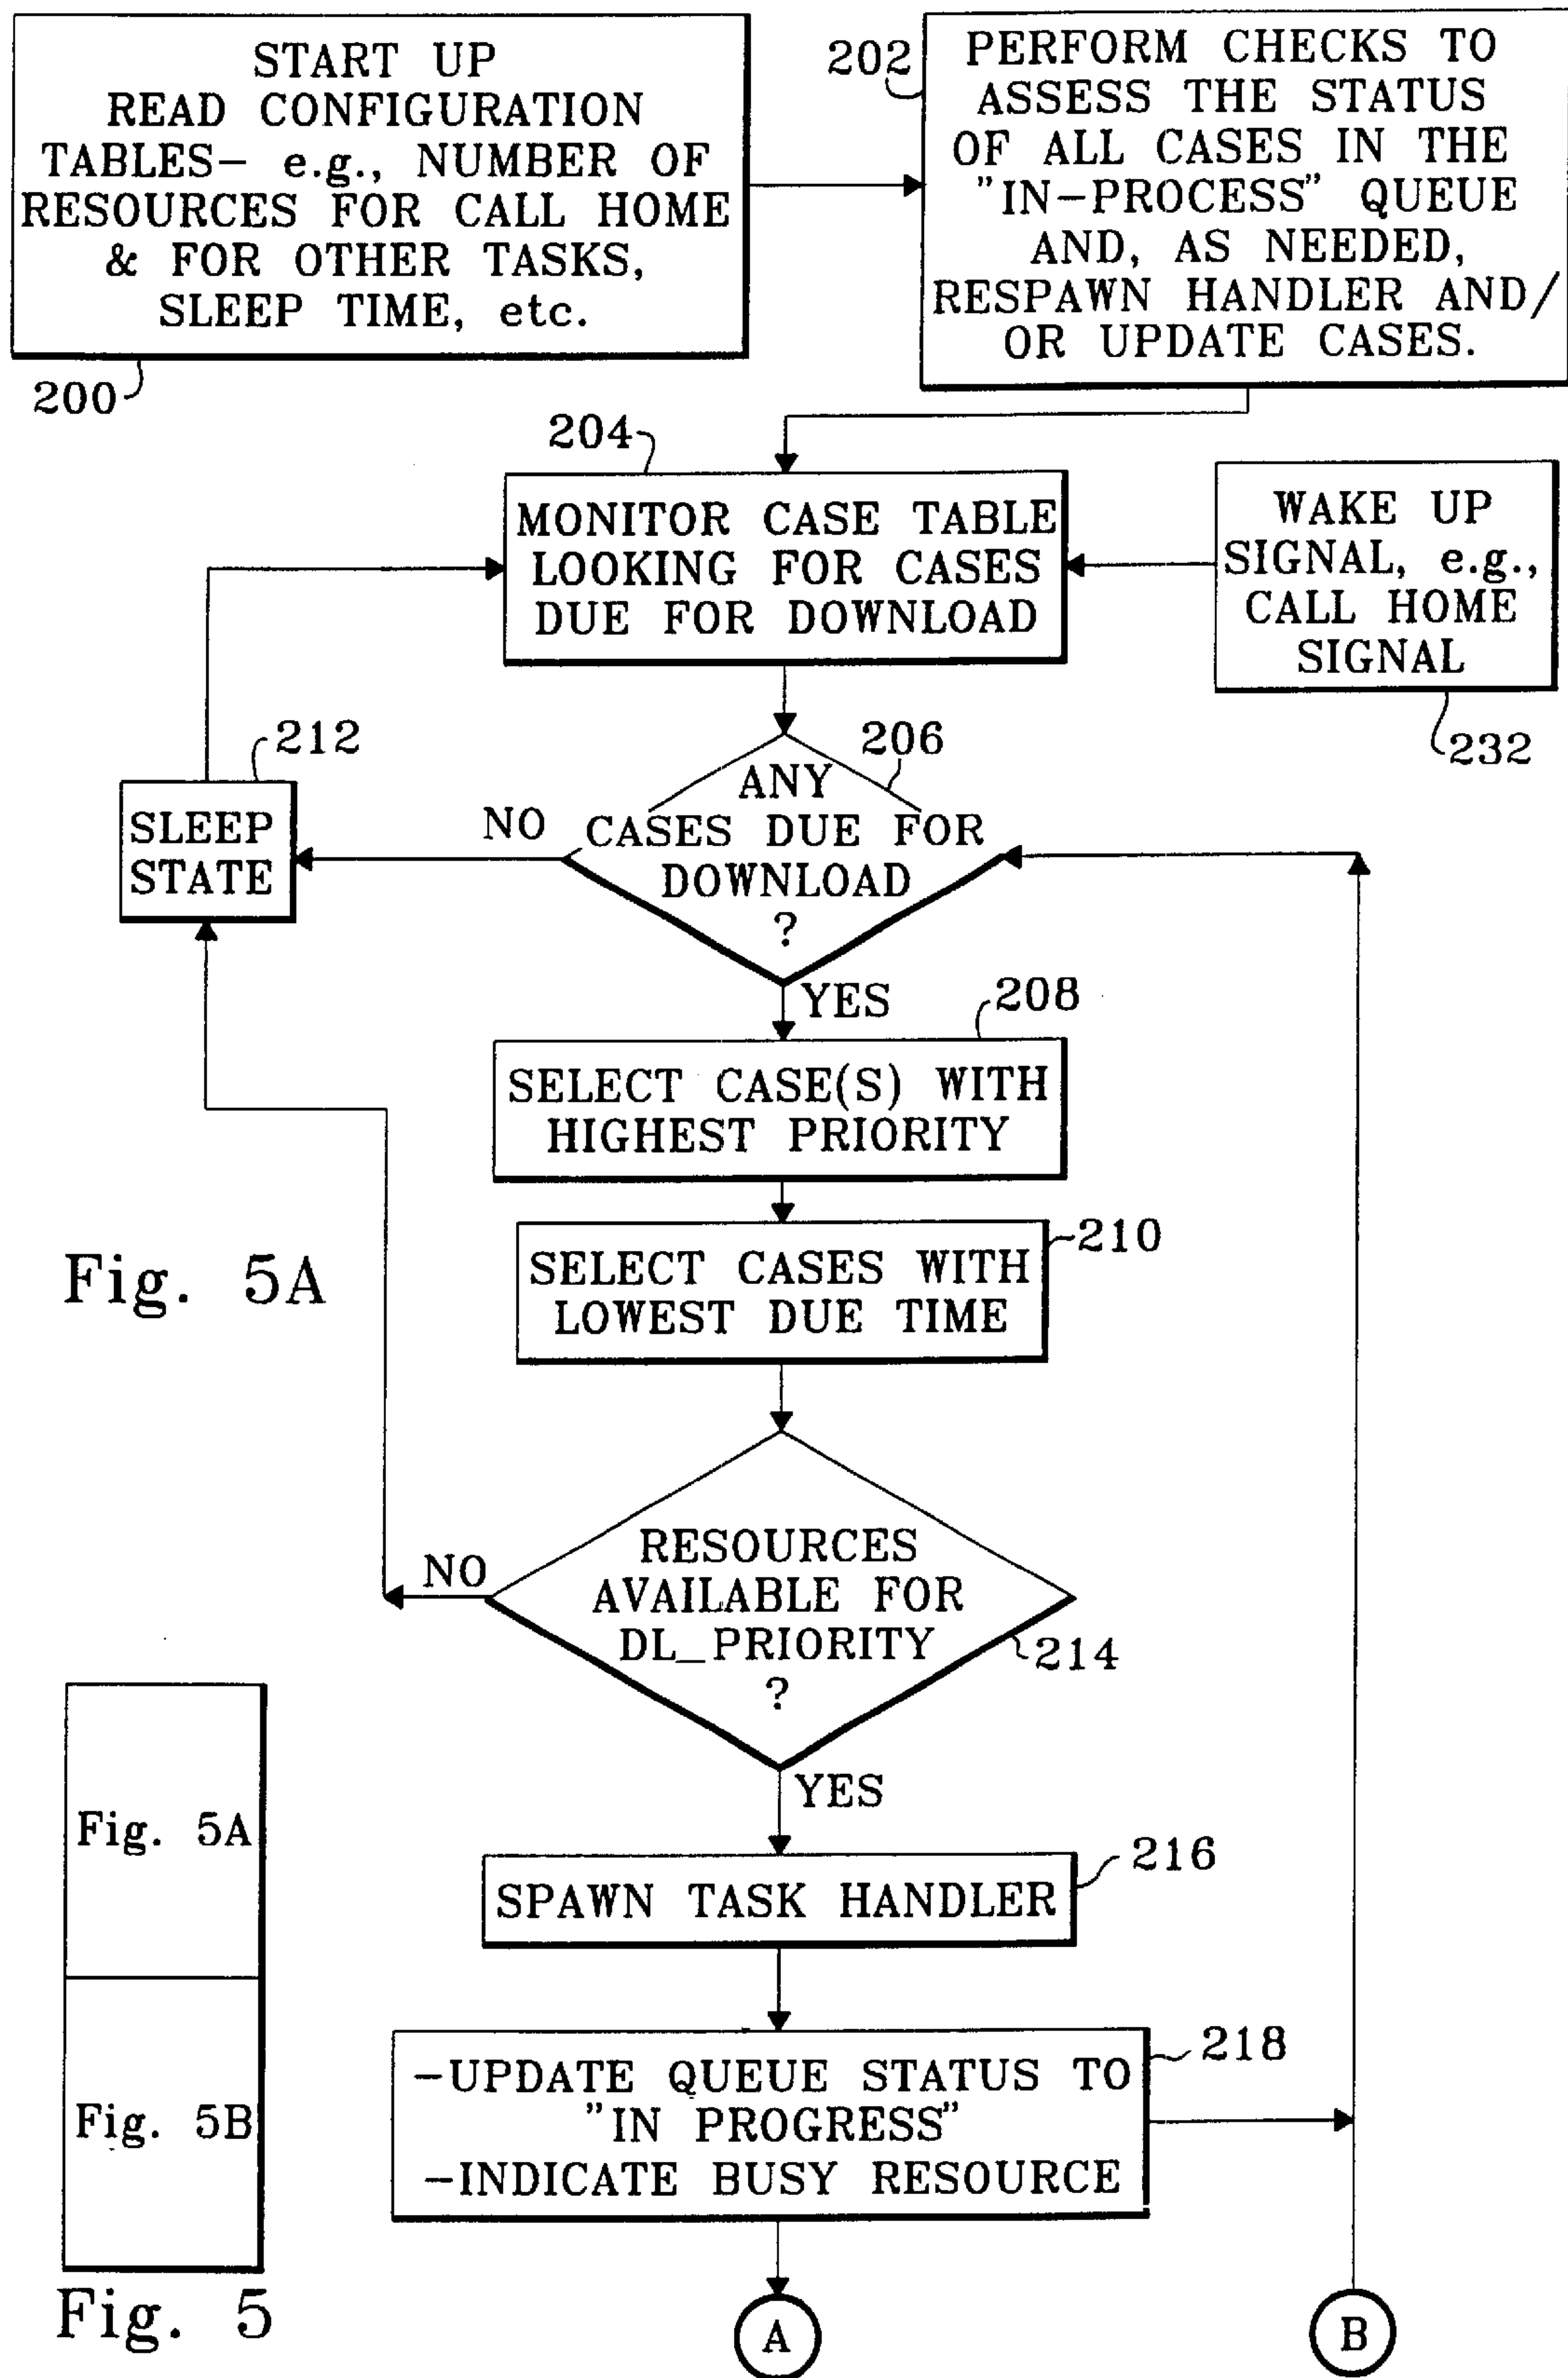 START UP
READ CONFIGURATION
TABLES- e.g., NUMBER OF
RESOURCES FOR CALL HOME
& FOR OTHER TASKS,
SLEEP TIME, etc.
200
202
PERFORM CHECKS TO
ASSESS THE STATUS
OF ALL CASES IN THE
"IN-PROCESS" QUEUE
AND, AS NEEDED,
RESPAWN HANDLER AND/
OR UPDATE CASES.
204
MONITOR CASE TABLE
LOOKING FOR CASES
DUE FOR DOWNLOAD
WAKE UP
SIGNAL, e.g.,
CALL HOME
SIGNAL
232
212
SLEEP
STATE
206
NO
ANY
CASES DUE FOR
DOWNLOAD
?
YES
208
SELECT CASE(S) WITH
HIGHEST PRIORITY
210
SELECT CASES WITH
LOWEST DUE TIME
Fig. 5A
NO
RESOURCES
AVAILABLE FOR
DL_PRIORITY
?
214
YES
216
SPAWN TASK HANDLER
218
-UPDATE QUEUE STATUS TO
"IN PROGRESS"
-INDICATE BUSY RESOURCE
Fig. 5A
Fig. 5B
Fig. 5
A
B